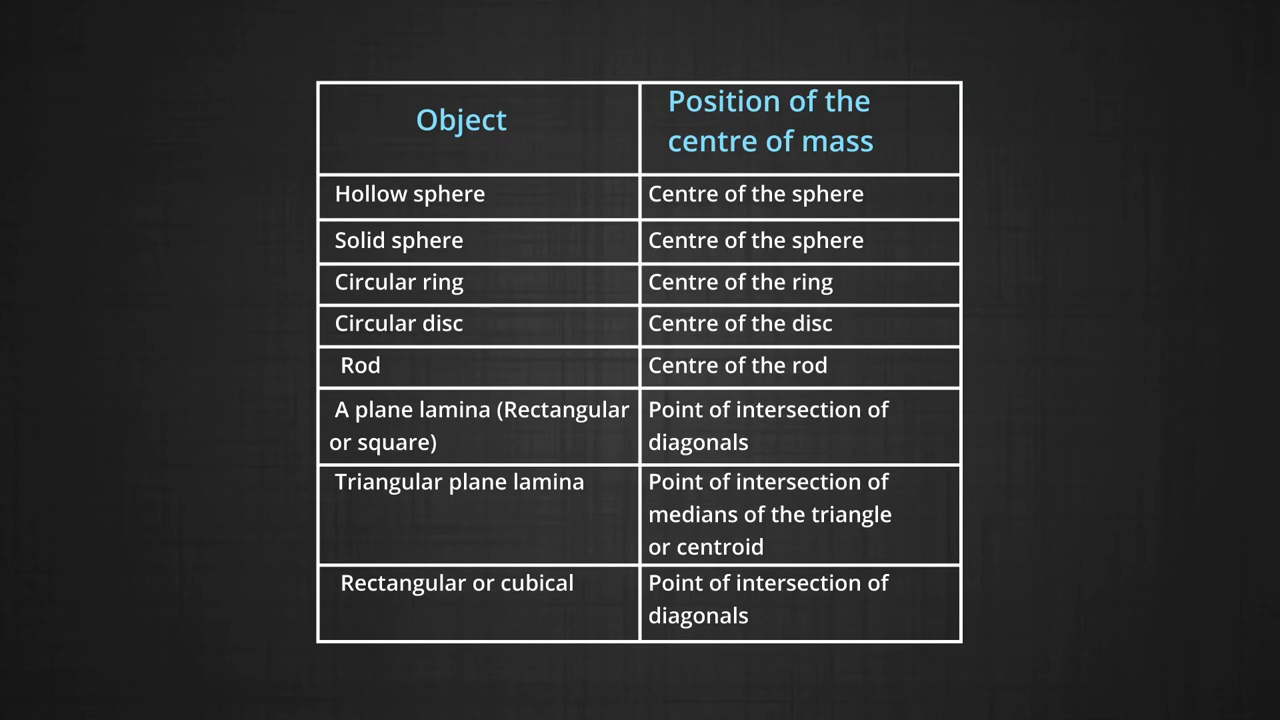 Object
Position of the
centre of mass
Hollow sphere
Centre of the sphere
Solid sphere
Centre of the sphere
Circular ring
Centre of the ring
Circular disc
Centre of the disc
Rod
Centre of the rod
A plane lamina (Rectangular
or square)
Point of intersection of
diagonals
Triangular plane lamina
Point of intersection of
medians of the triangle
or centroid
Rectangular or cubical
Point of intersection of
diagonals